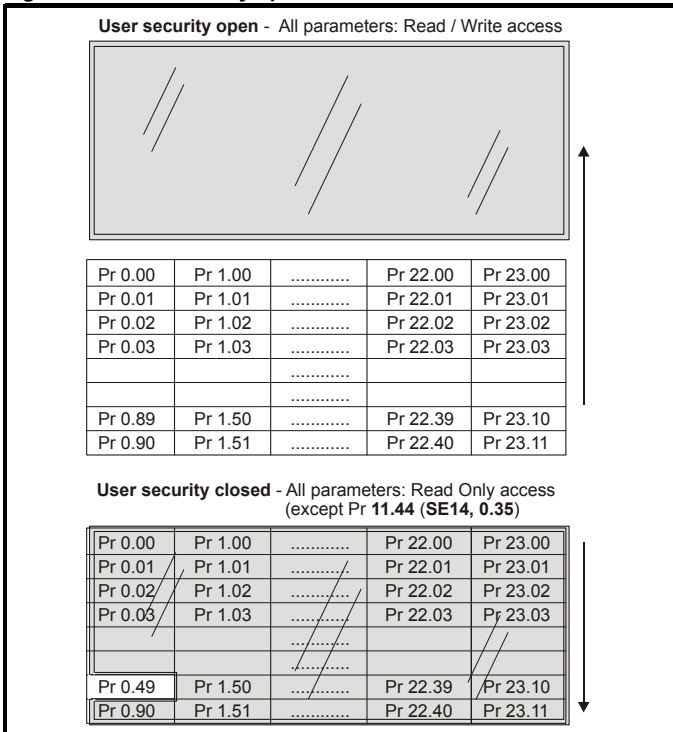 User security open - All parameters: Read / Write access
Pr 0.00 Pr 1.00 ............ Pr 22.00 Pr 23.00
Pr 0.01 Pr 1.01 ............ Pr 22.01 Pr 23.01
Pr 0.02 Pr 1.02 ............ Pr 22.02 Pr 23.02
Pr 0.03 Pr 1.03 ............ Pr 22.03 Pr 23.03
............
............
Pr 0.89 Pr 1.50 ............ Pr 22.39 Pr 23.10
Pr 0.90 Pr 1.51 ............ Pr 22.40 Pr 23.11
User security closed - All parameters: Read Only access
(except Pr 11.44 (SE14, 0.35)
Pr 0.00 Pr 1.00 ............ Pr 22.00 Pr 23.00
Pr 0.01 Pr 1.01 ............ Pr 22.01 Pr 23.01
Pr 0.02 Pr 1.02 ............ Pr 22.02 Pr 23.02
Pr 0.03 Pr 1.03 ............ Pr 22.03 Pr 23.03
............
............
Pr 0.49 Pr 1.50 ............ Pr 22.39 Pr 23.10
Pr 0.90 Pr 1.51 ............ Pr 22.40 Pr 23.11